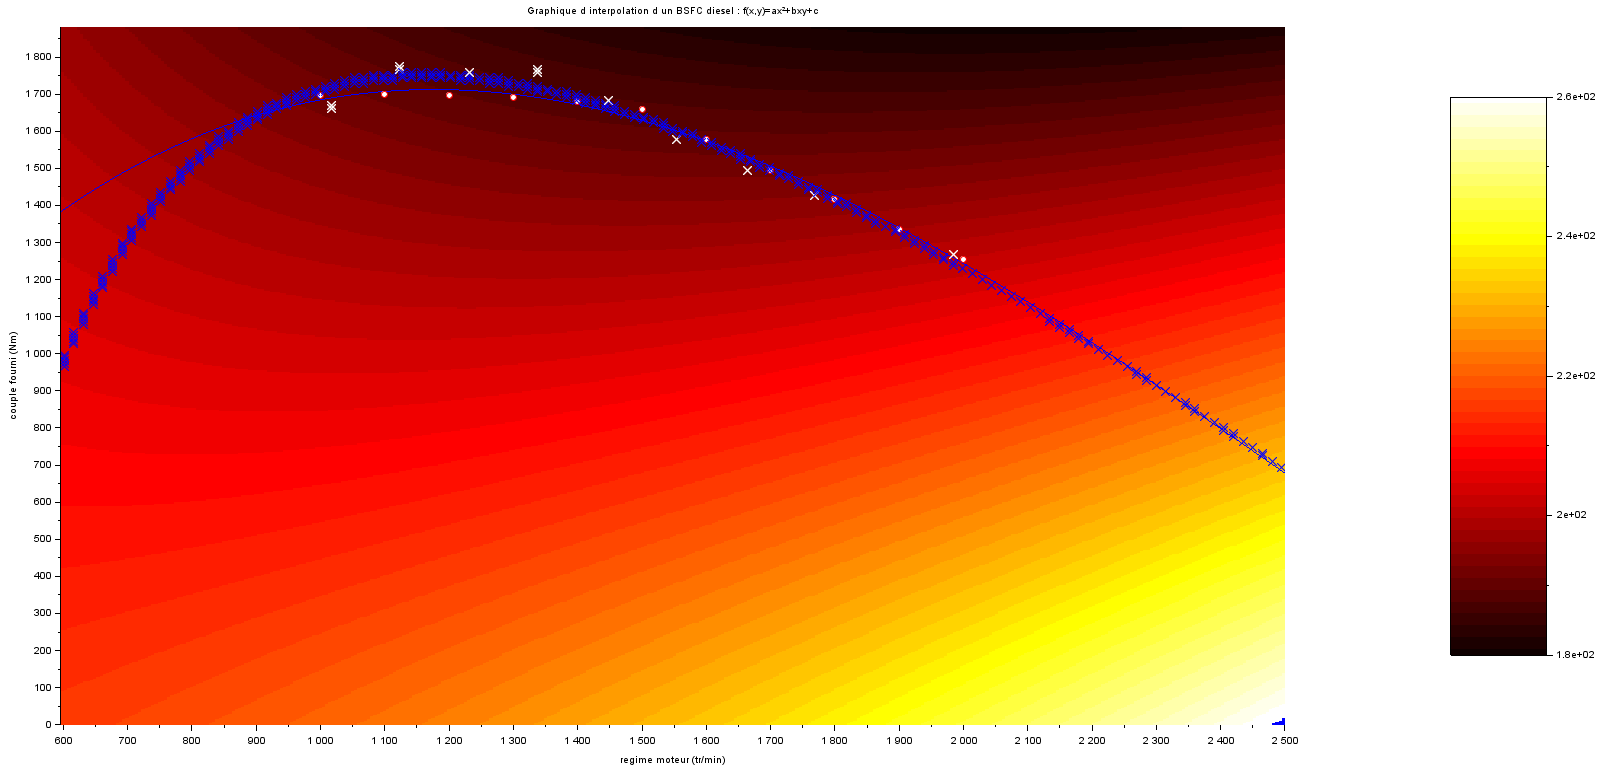 Graphique d interpolation d un BSFC diesel : f(x,y)=ax²+bxy+c
couple fourni (Nm)
1 800
1 700
1 600
1 500
1 400
1 300
1 200
1 100
1 000
900
800
700
600
500
400
300
200
100
0
600 700 800 900 1 000 1 100 1 200 1 300 1 400 1 500 1 600 1 700 1 800 1 900 2 000 2 100 2 200 2 300 2 400 2 500
regime moteur (tr/min)
2.6e+02
2.4e+02
2.2e+02
2e+02
1.8e+02